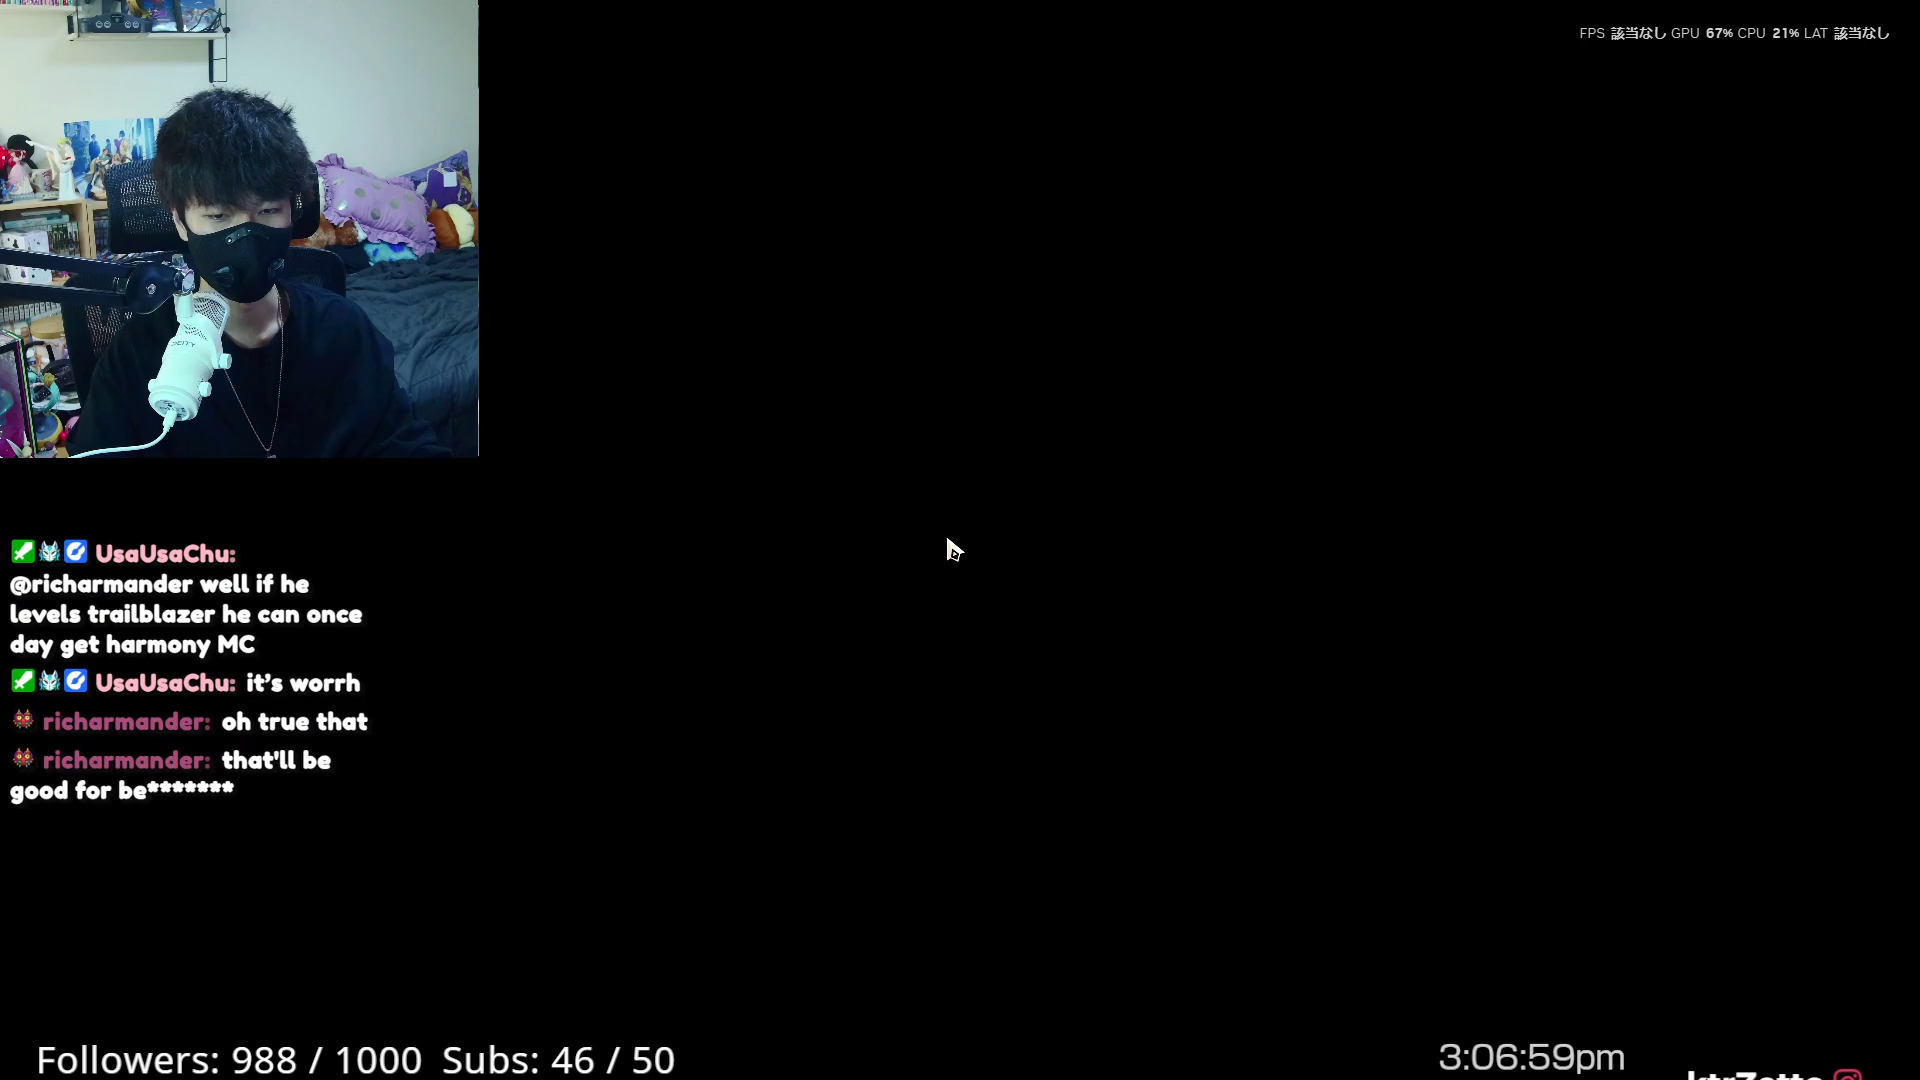 FPS 該当なし GPU 67% CPU 21% LAT 該当なし
DEITY
UsaUsaChu:
@richarmander well if he
levels trailblazer he can once
day get harmony MC
UsaUsaChu: it's worrh
richarmander: oh true that
richarmander: that'll be
good for be*******
Followers: 988 / 1000 Subs: 46 / 50
3:06:59pm